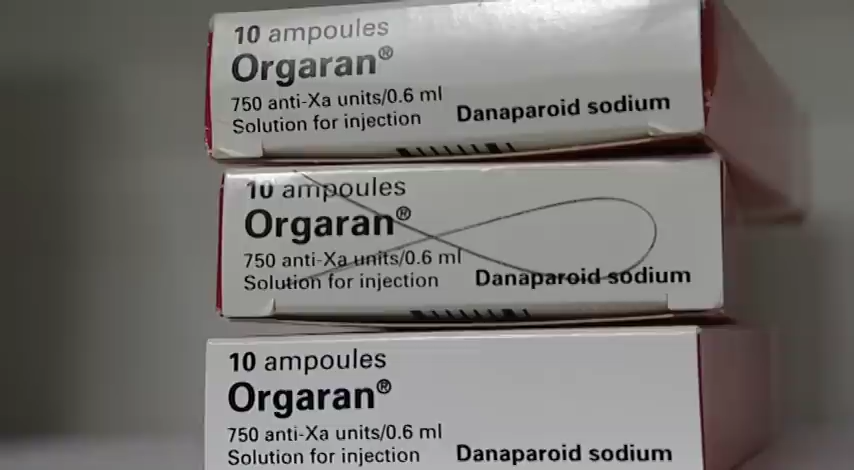 10 ampoules
Orgaran®
750 anti-Xa units/0.6 ml
Solution for injection Danaparoid sodium
10 ampoules
Orgaran®
750 anti-Xa units/0.6 ml
Solution for injection Danaparoid sodium
10 ampoules
Orgaran®
750 anti-Xa units/0.6 ml
Solution for injection Danaparoid sodium